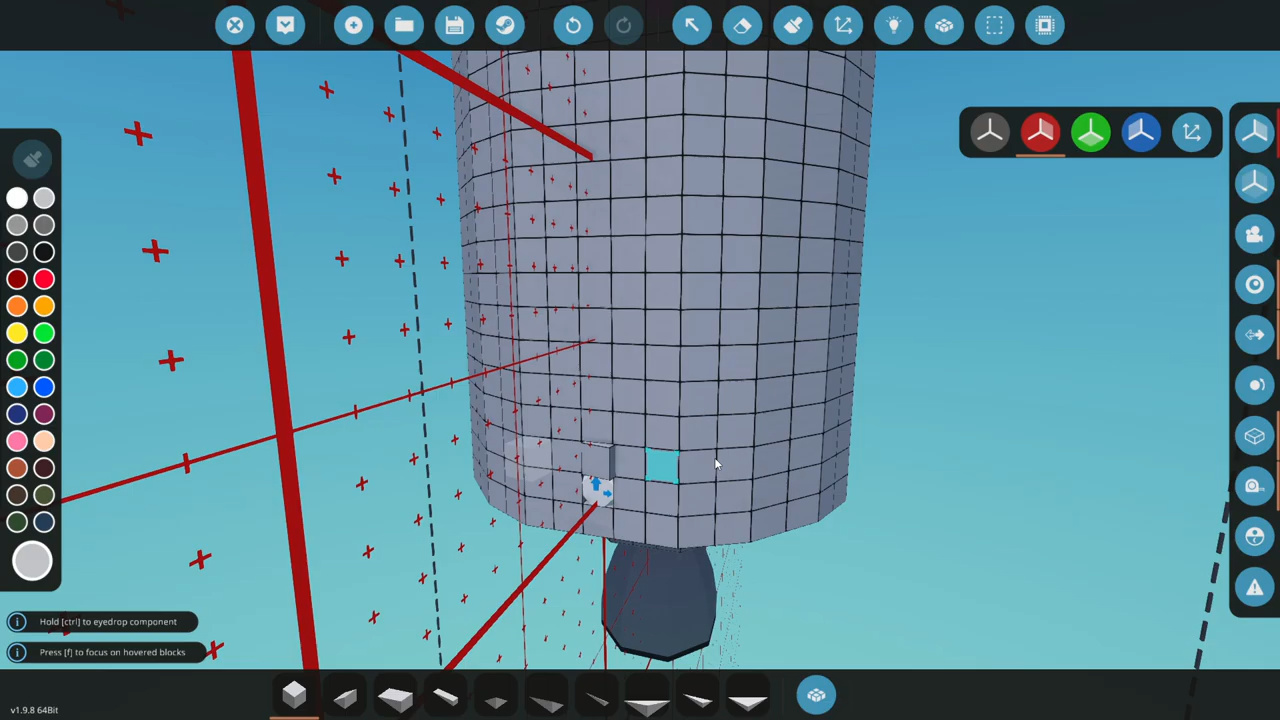 Hold [ctrl] to eyedrop component
Press [f] to focus on hovered blocks
v1.9.8 64Bit